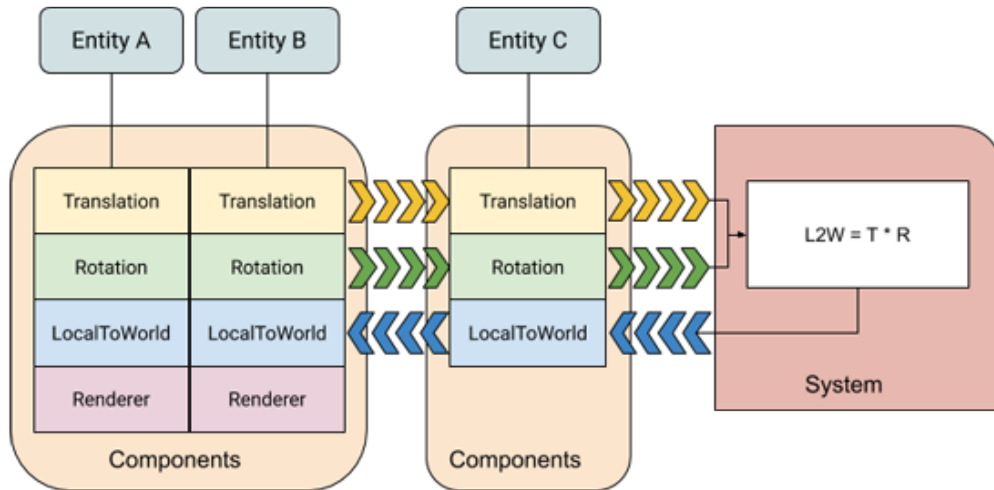 Entity A
Entity B
Entity C
Translation
Translation
Translation
Rotation
Rotation
Rotation
LocalToWorld
LocalToWorld
LocalToWorld
Renderer
Renderer
L2W = T * R
System
Components
Components